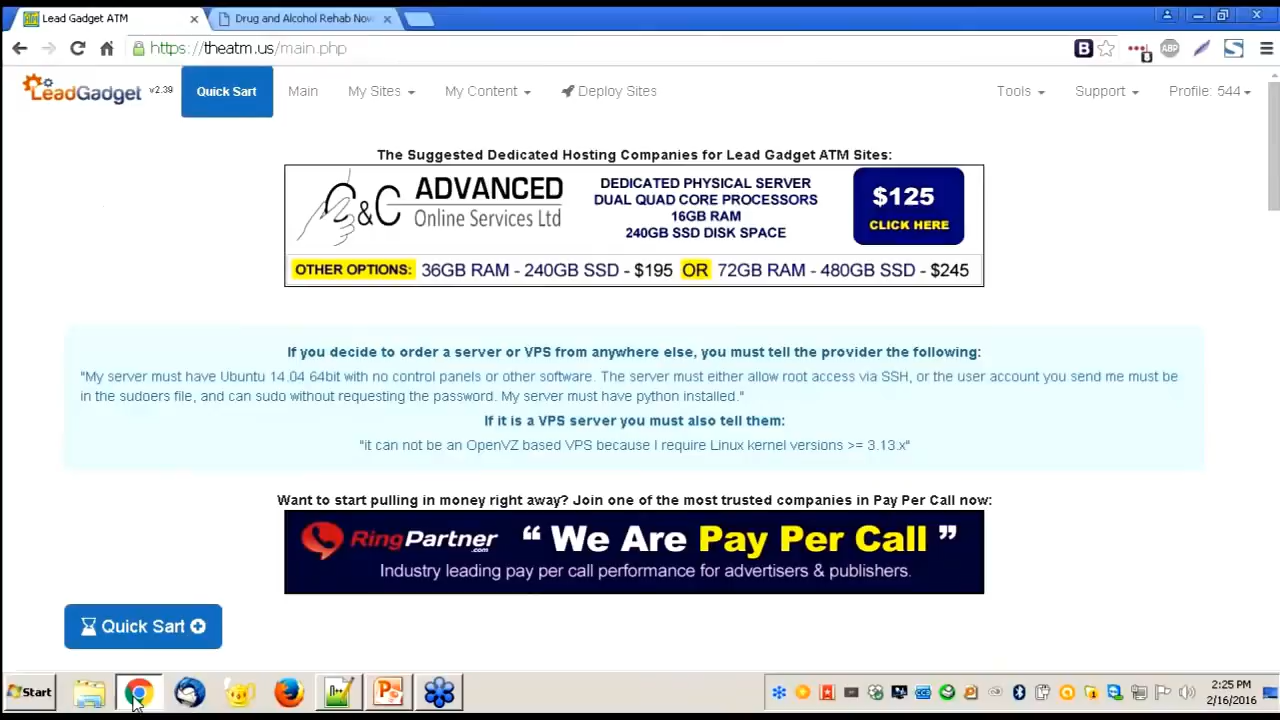 Lead Gadget ATM
Drug and Alcohol Rehab Now
https://theatm.us/main.php
B
ABP
S
8
LeadGadget v2.39
Quick Sart
Main
My Sites
My Content
Deploy Sites
Tools
Support
Profile: 544
The Suggested Dedicated Hosting Companies for Lead Gadget ATM Sites:
C&C ADVANCED
Online Services Ltd
DEDICATED PHYSICAL SERVER
DUAL QUAD CORE PROCESSORS
16GB RAM
240GB SSD DISK SPACE
$125
CLICK HERE
OTHER OPTIONS: 36GB RAM - 240GB SSD - $195 OR 72GB RAM - 480GB SSD - $245
If you decide to order a server or VPS from anywhere else, you must tell the provider the following:
"My server must have Ubuntu 14.04 64bit with no control panels or other software. The server must either allow root access via SSH, or the user account you send me must be
in the sudoers file, and can sudo without requesting the password. My server must have python installed."
If it is a VPS server you must also tell them:
"it can not be an OpenVZ based VPS because I require Linux kernel versions >= 3.13.x"
Want to start pulling in money right away? Join one of the most trusted companies in Pay Per Call now:
RingPartner.com
“ We Are Pay Per Call ”
Industry leading pay per call performance for advertisers & publishers.
Quick Sart
Start
2:25 PM
2/16/2016